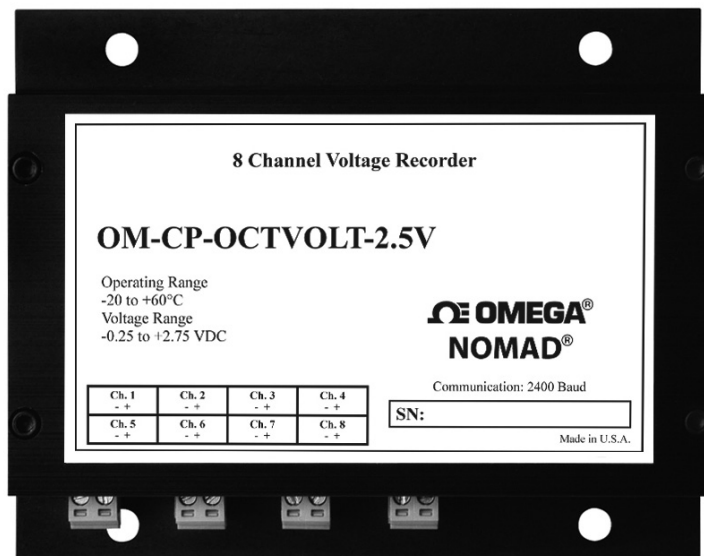 8 Channel Voltage Recorder
OM-CP-OCTVOLT-2.5V
Operating Range
-20 to +60°C
Voltage Range
-0.25 to +2.75 VDC
OMEGA®
NOMAD®
Communication: 2400 Baud
Ch. 1 Ch. 2 Ch. 3 Ch. 4
- + - + - + - +
Ch. 5 Ch. 6 Ch. 7 Ch. 8
- + - + - + - +
SN:
Made in U.S.A.